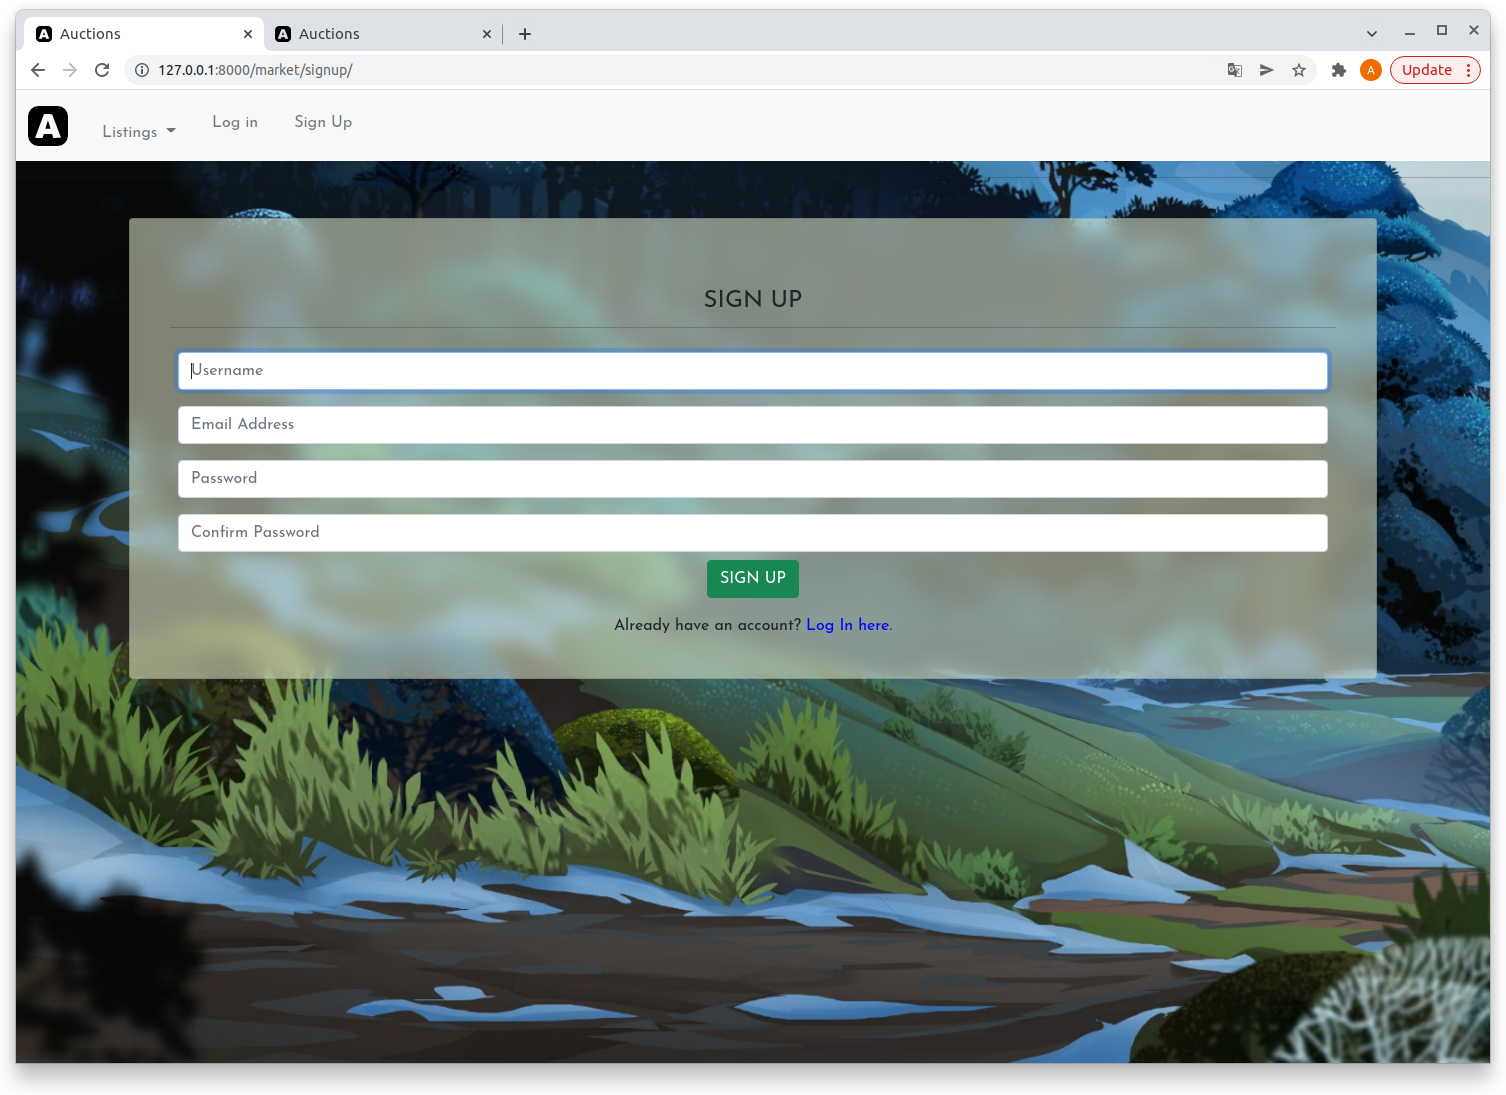 Auctions
Auctions
127.0.0.1:8000/market/signup/
A
Update
A
Listings
Log in
Sign Up
SIGN UP
Username
Email Address
Password
Confirm Password
SIGN UP
Already have an account? Log In here.